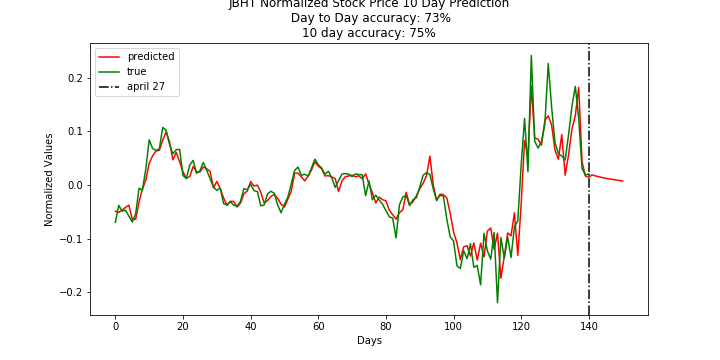 JBHT Normalized Stock Price 10 Day Prediction
Day to Day accuracy: 73%
10 day accuracy: 75%
predicted
true
april 27
Normalized Values
0.2
0.1
0.0
−0.1
−0.2
0 20 40 60 80 100 120 140
Days